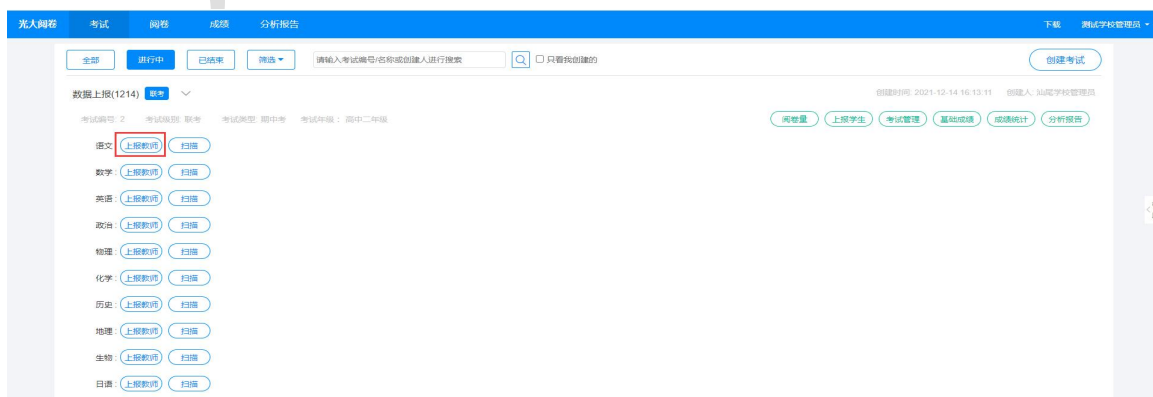 光大阅卷 考试 阅卷 成绩 分析报告 下载 测试学校管理员
全部 进行中 已结束 筛选 请输入考试编号/名称或创建人进行搜索 只看我创建的 创建考试
数据上报(1214) 联考 创建时间: 2021-12-14 16:13:11 创建人: 汕尾学校管理员
考试编号: 2 考试级别: 联考 考试类型: 期中考 考试年级: 高中二年级 阅卷量 上报学生 考试管理 基础成绩 成绩统计 分析报告
语文: 上报教师 扫描
数学: 上报教师 扫描
英语: 上报教师 扫描
政治: 上报教师 扫描
物理: 上报教师 扫描
化学: 上报教师 扫描
历史: 上报教师 扫描
地理: 上报教师 扫描
生物: 上报教师 扫描
日语: 上报教师 扫描